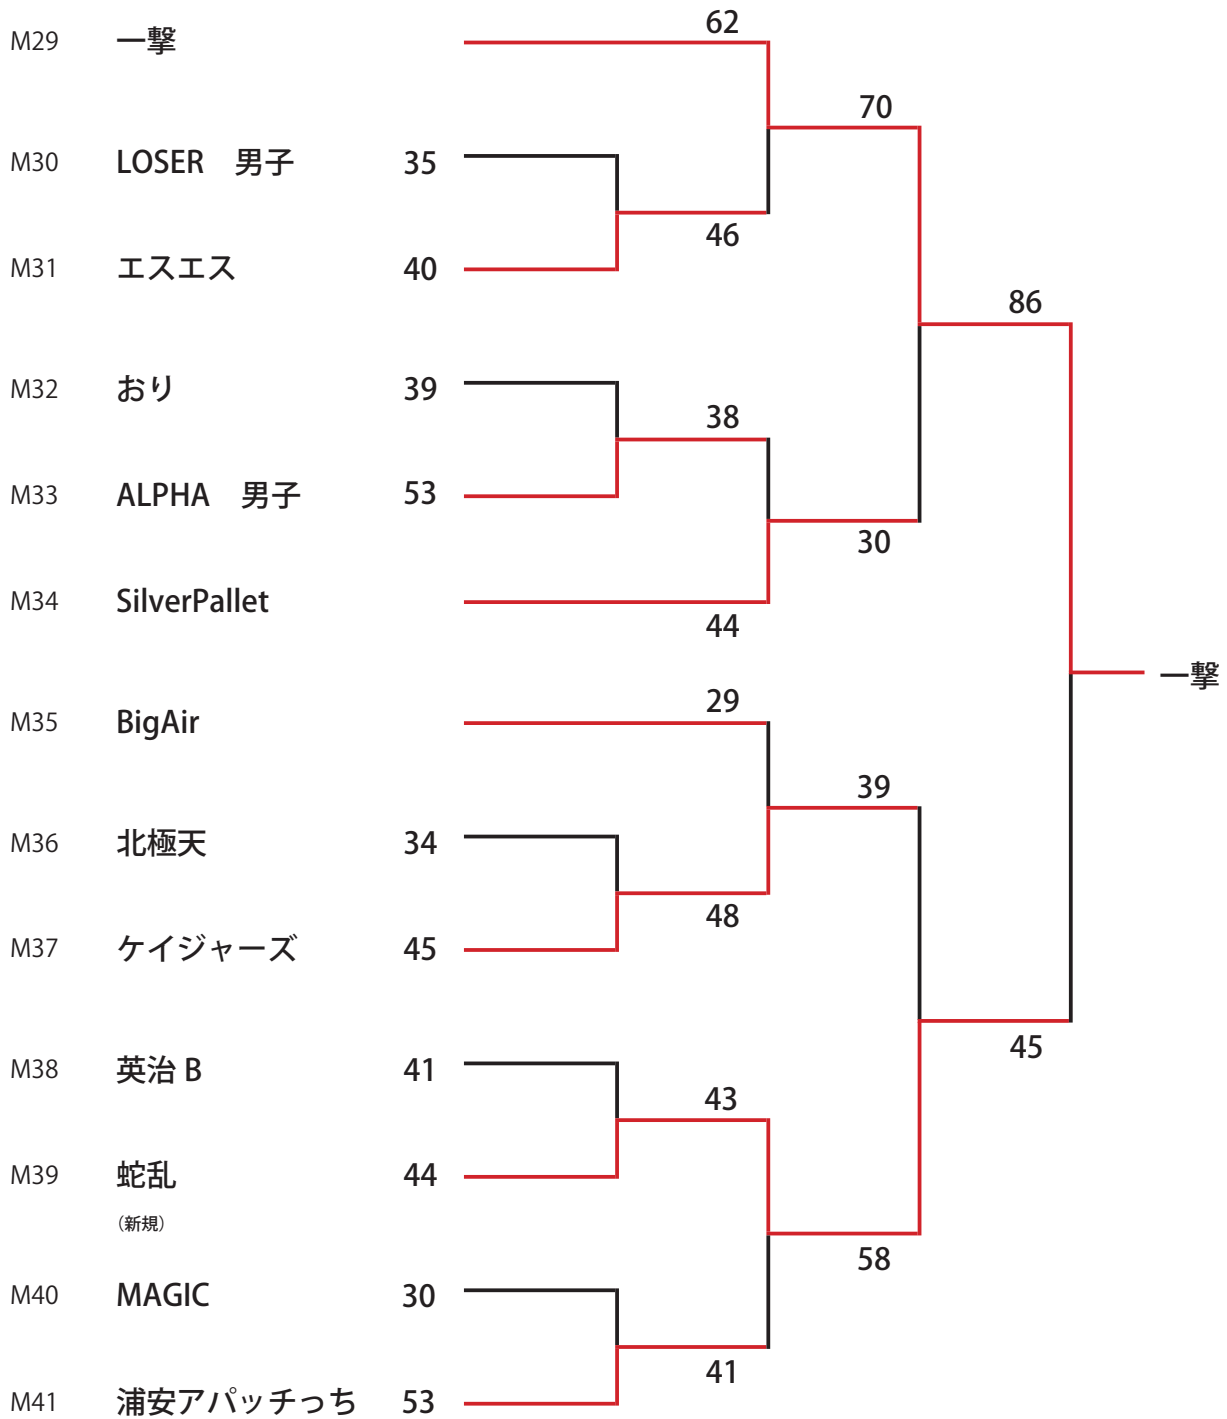 62
M29 一撃
70
M30 LOSER　男子 35
46
M31 エスエス 40
86
M32 おり 39
38
M33 ALPHA　男子 53
30
M34 SilverPallet
44
一撃
29
M35 BigAir
39
M36 北極天 34
48
M37 ケイジャーズ 45
45
M38 英治 B 41
43
M39 蛇乱 44
（新規）
58
M40 MAGIC 30
41
M41 浦安アパッチっち 53